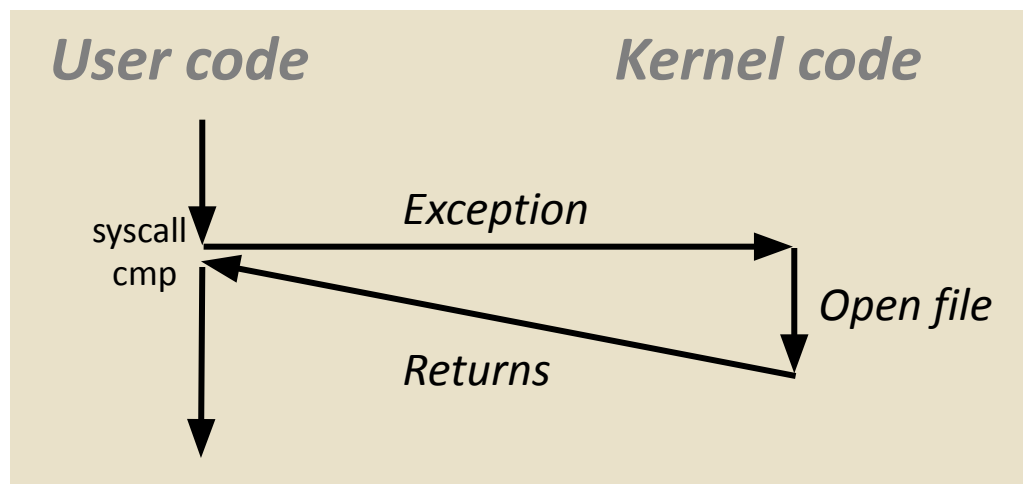 User code
Kernel code
Exception
syscall
cmp
Open file
Returns